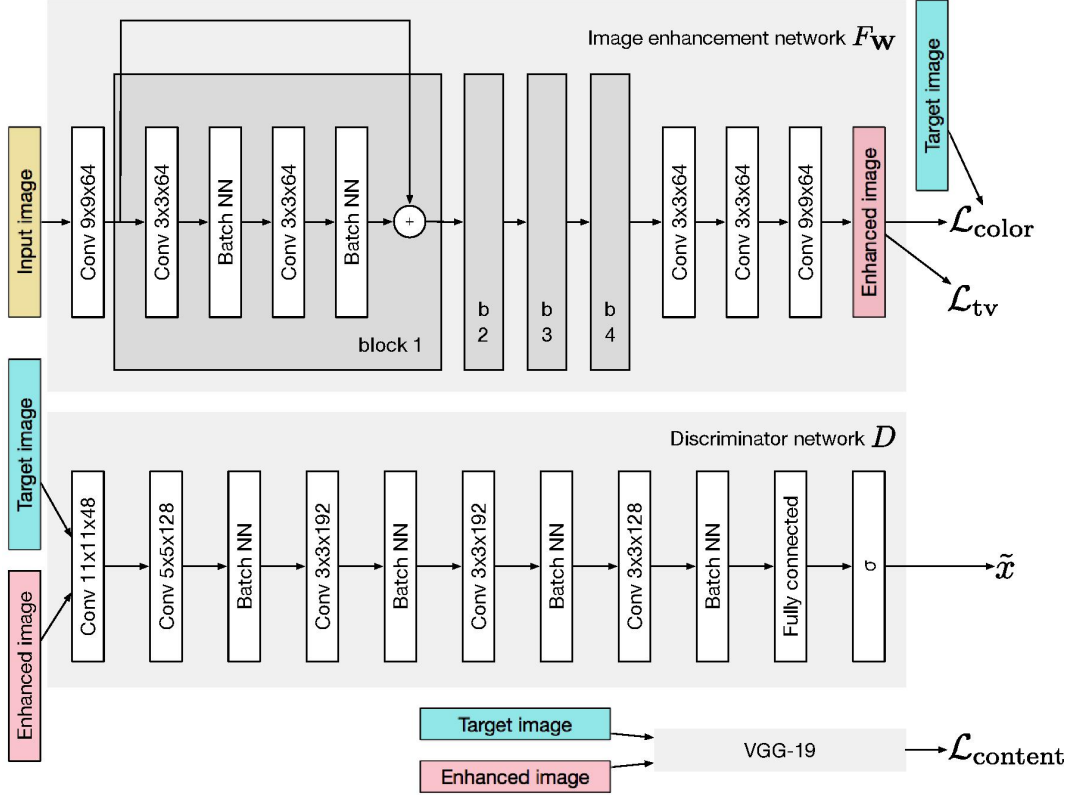 Image enhancement network F_W
Target image
Input image
Conv 9x9x64
Conv 3x3x64
Batch NN
Conv 3x3x64
Batch NN
+
block 1
b
2
b
3
b
4
Conv 3x3x64
Conv 3x3x64
Conv 9x9x64
Enhanced image
ℒ_color
ℒ_tv
Discriminator network D
Target image
Enhanced image
Conv 11x11x48
Conv 5x5x128
Batch NN
Conv 3x3x192
Batch NN
Conv 3x3x192
Batch NN
Conv 3x3x128
Batch NN
Fully connected
σ
x̃
Target image
Enhanced image
VGG-19
ℒ_content